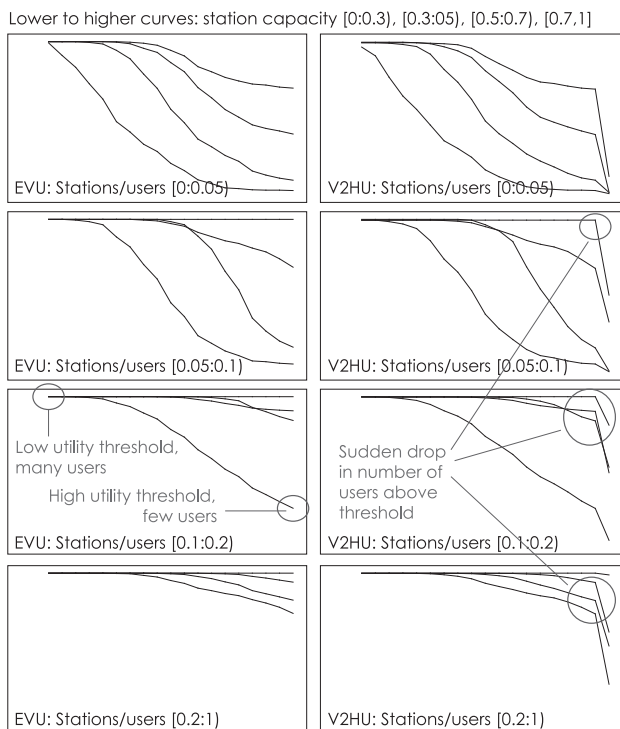 Lower to higher curves: station capacity [0:0.3), [0.3:05), [0.5:0.7), [0.7,1]
EVU: Stations/users [0:0.05)
V2HU: Stations/users [0:0.05)
EVU: Stations/users [0.05:0.1)
V2HU: Stations/users [0.05:0.1)
Low utility threshold,
many users
High utility threshold,
few users
EVU: Stations/users [0.1:0.2)
Sudden drop
in number of
users above
threshold
V2HU: Stations/users [0.1:0.2)
EVU: Stations/users [0.2:1)
V2HU: Stations/users [0.2:1)